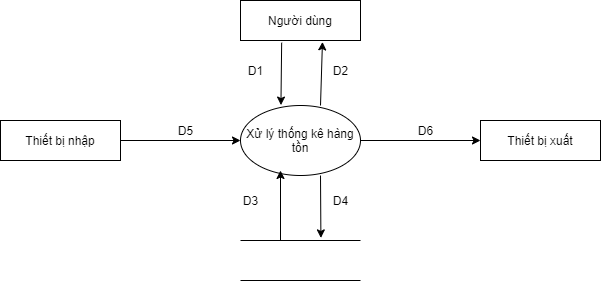 Người dùng
D1
D2
Thiết bị nhập
D5
Xử lý thống kê hàng
tồn
D6
Thiết bị xuất
D3
D4